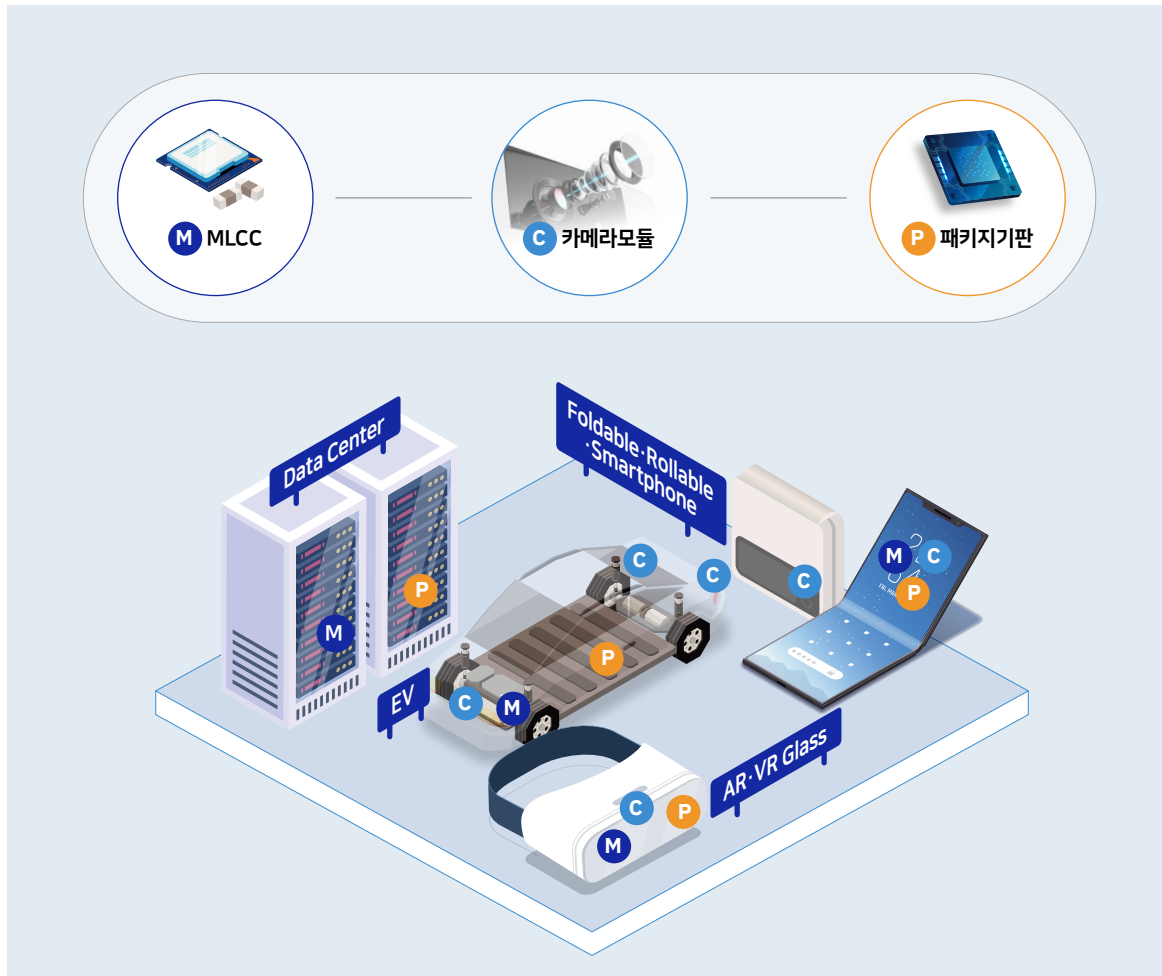 M MLCC
C 카메라모듈
P 패키지기판
Data Center
Foldable·Rollable
·Smartphone
C
C
C
M C
P
P
M
P
EV
C
M
AR·VR Glass
C
P
M